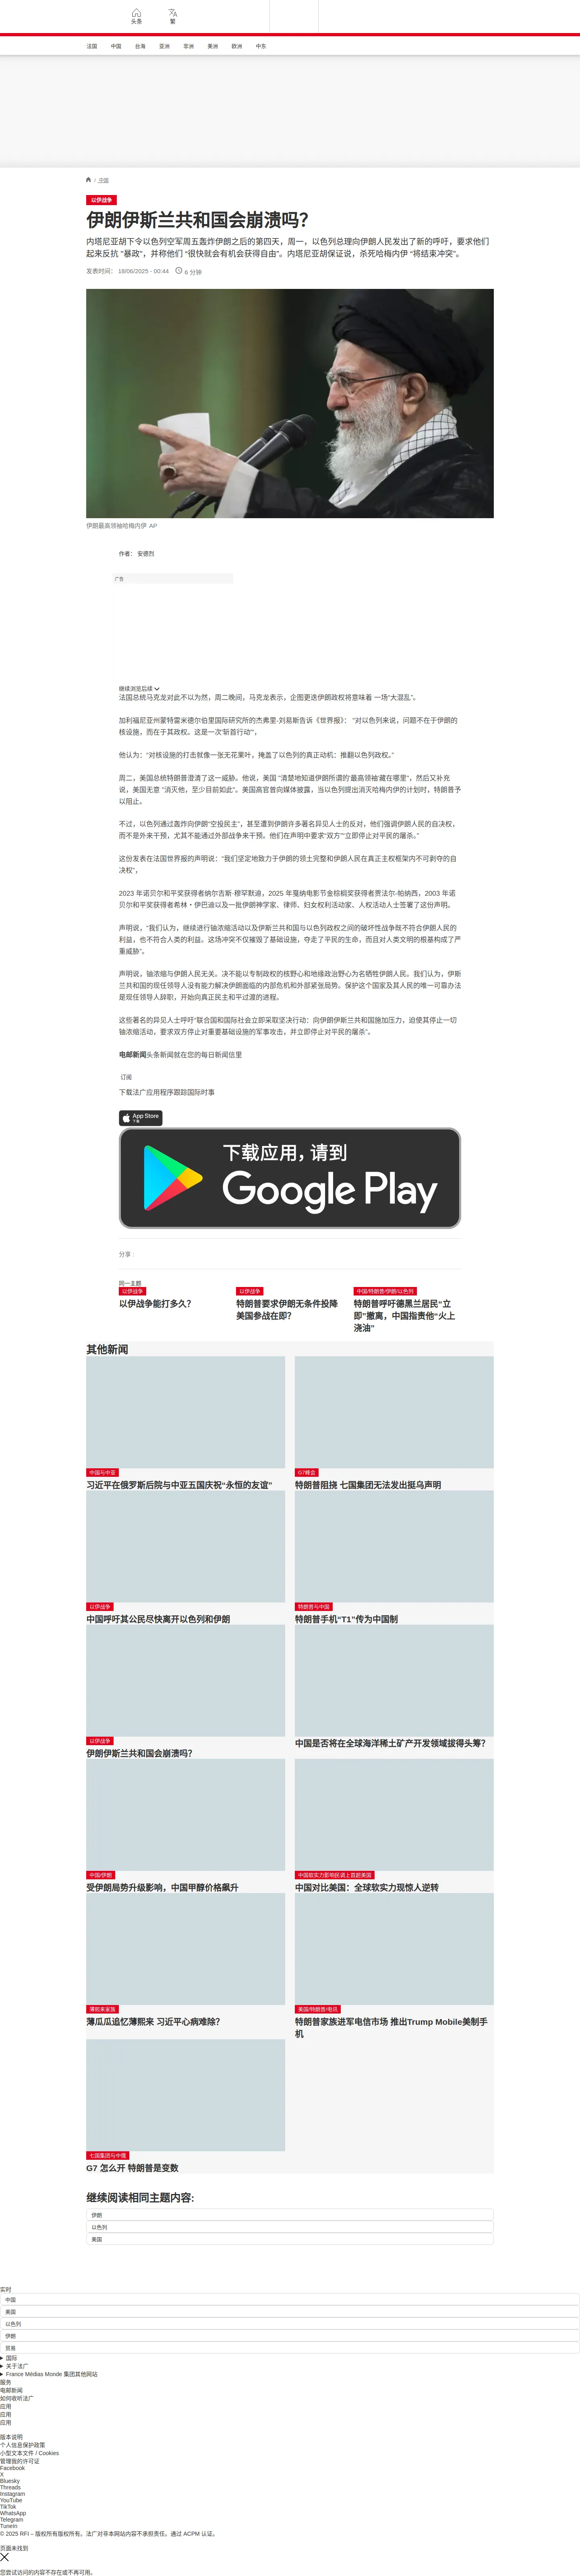 头条
繁
法国
中国
台海
亚洲
非洲
美洲
欧洲
中东
/ 中国
以伊战争
伊朗伊斯兰共和国会崩溃吗？
内塔尼亚胡下令以色列空军周五轰炸伊朗之后的第四天，周一，以色列总理向伊朗人民发出了新的呼吁，要求他们
起来反抗 "暴政"，并称他们 "很快就会有机会获得自由"。内塔尼亚胡保证说，杀死哈梅内伊 "将结束冲突"。
发表时间： 18/06/2025 - 00:44
6 分钟
伊朗最高领袖哈梅内伊 AP
作者： 安德烈
广告
继续浏览后续
法国总统马克龙对此不以为然，周二晚间，马克龙表示，企图更迭伊朗政权将意味着 一场“大混乱”。
加利福尼亚州蒙特雷米德尔伯里国际研究所的杰弗里-刘易斯告诉《世界报》： "对以色列来说，问题不在于伊朗的
核设施，而在于其政权。这是一次'斩首行动'"，
他认为：“对核设施的打击就像一张无花果叶，掩盖了以色列的真正动机：推翻以色列政权。”
周二，美国总统特朗普澄清了这一威胁。他说，美国 "清楚地知道伊朗所谓的'最高领袖'藏在哪里"，然后又补充
说，美国无意 "消灭他，至少目前如此"。美国高官曾向媒体披露，当以色列提出消灭哈梅内伊的计划时，特朗普予
以阻止。
不过，以色列通过轰炸向伊朗“空投民主”，甚至遭到伊朗许多著名异见人士的反对，他们强调伊朗人民的自决权，
而不是外来干预，尤其不能通过外部战争来干预。他们在声明中要求“双方”“立即停止对平民的屠杀。”
这份发表在法国世界报的声明说：“我们坚定地致力于伊朗的领土完整和伊朗人民在真正主权框架内不可剥夺的自
决权”，
2023 年诺贝尔和平奖获得者纳尔吉斯·穆罕默迪，2025 年戛纳电影节金棕榈奖获得者贾法尔-帕纳西，2003 年诺
贝尔和平奖获得者希林・伊巴迪以及一批伊朗神学家、律师、妇女权利活动家、人权活动人士签署了这份声明。
声明说，“我们认为，继续进行铀浓缩活动以及伊斯兰共和国与以色列政权之间的破坏性战争既不符合伊朗人民的
利益，也不符合人类的利益。这场冲突不仅摧毁了基础设施，夺走了平民的生命，而且对人类文明的根基构成了严
重威胁”。
声明说，铀浓缩与伊朗人民无关。决不能以专制政权的核野心和地缘政治野心为名牺牲伊朗人民。我们认为，伊斯
兰共和国的现任领导人没有能力解决伊朗面临的内部危机和外部紧张局势。保护这个国家及其人民的唯一可靠办法
是现任领导人辞职，开始向真正民主和平过渡的进程。
这些著名的异见人士呼吁“联合国和国际社会立即采取坚决行动：向伊朗伊斯兰共和国施加压力，迫使其停止一切
铀浓缩活动，要求双方停止对重要基础设施的军事攻击，并立即停止对平民的屠杀”。
电邮新闻头条新闻就在您的每日新闻信里
订阅
下载法广应用程序跟踪国际时事
App Store
下载
下载应用，请到
Google Play
分享 :
同一主题
以伊战争
以伊战争能打多久？
以伊战争
特朗普要求伊朗无条件投降
美国参战在即？
中国/特朗普/伊朗/以色列
特朗普呼吁德黑兰居民“立
即”撤离，中国指责他“火上
浇油”
其他新闻
中国与中亚
习近平在俄罗斯后院与中亚五国庆祝“永恒的友谊”
G7峰会
特朗普阻挠 七国集团无法发出挺乌声明
以伊战争
中国呼吁其公民尽快离开以色列和伊朗
特朗普与中国
特朗普手机“T1”传为中国制
以伊战争
伊朗伊斯兰共和国会崩溃吗？
中国是否将在全球海洋稀土矿产开发领域拔得头筹？
中国/伊朗
受伊朗局势升级影响，中国甲醇价格飙升
中国软实力影响民调上首超美国
中国对比美国：全球软实力现惊人逆转
薄熙来家族
薄瓜瓜追忆薄熙来 习近平心病难除？
美国/特朗普/电讯
特朗普家族进军电信市场 推出Trump Mobile美制手
机
七国集团与中俄
G7 怎么开 特朗普是变数
继续阅读相同主题内容:
伊朗
以色列
美国
实时
中国
美国
以色列
伊朗
贸易
国际
关于法广
France Médias Monde 集团其他网站
服务
电邮新闻
如何收听法广
应用
应用
应用
版本说明
个人信息保护政策
小型文本文件 / Cookies
管理我的许可证
Facebook
X
Bluesky
Threads
Instagram
YouTube
TikTok
WhatsApp
Telegram
TuneIn
© 2025 RFI – 版权所有版权所有。法广对非本网站内容不承担责任。通过 ACPM 认证。
页面未找到
您尝试访问的内容不存在或不再可用。